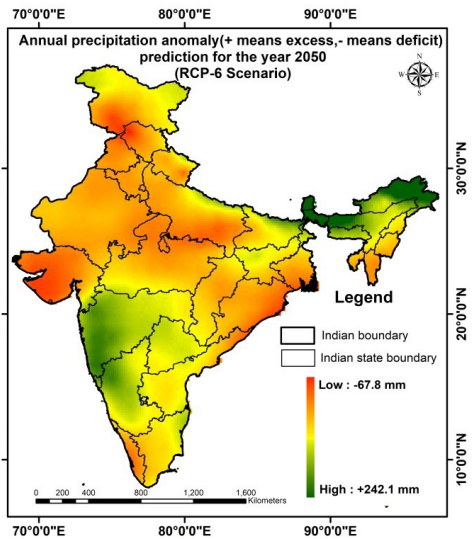 70°0'0"E 80°0'0"E 90°0'0"E
Annual precipitation anomaly(+ means excess,- means deficit)
prediction for the year 2050
(RCP-6 Scenario)
N
W E
S
30°0'0"N
20°0'0"N
10°0'0"N
Legend
Indian boundary
Indian state boundary
Low : -67.8 mm
High : +242.1 mm
0 200 400 800 1,200 1,600
Kilometers
70°0'0"E 80°0'0"E 90°0'0"E